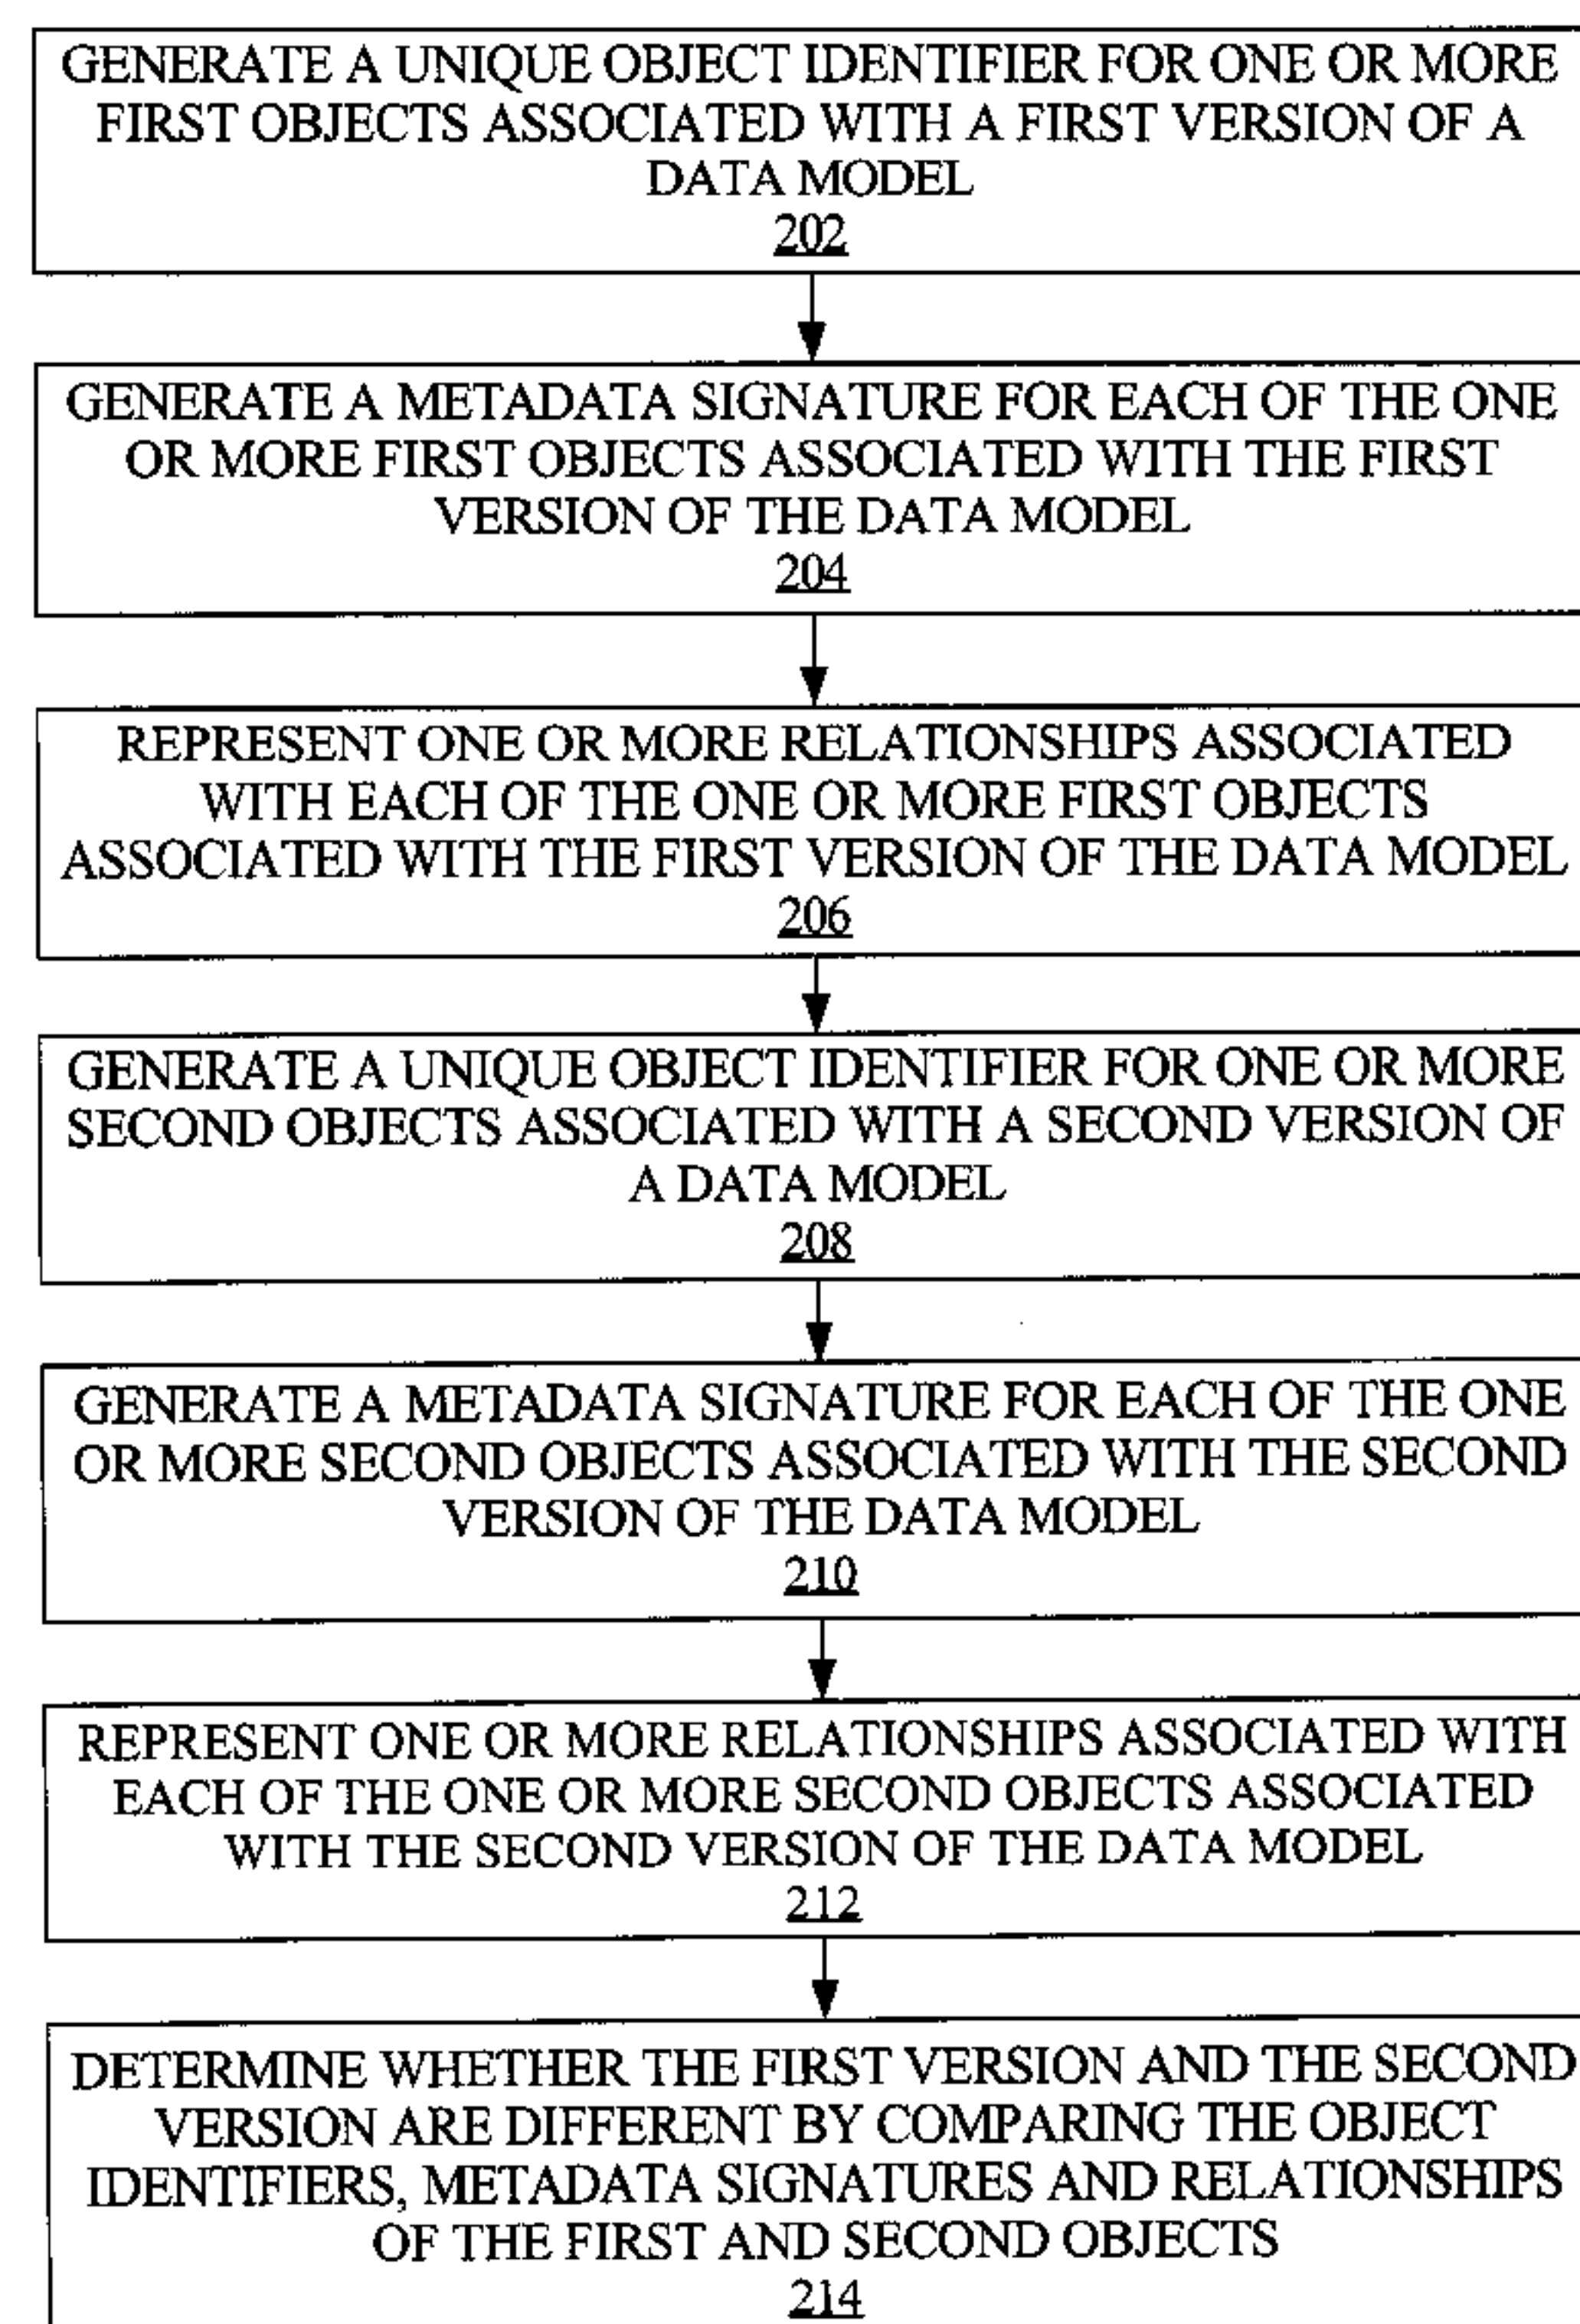 GENERATE A UNIQUE OBJECT IDENTIFIER FOR ONE OR MORE
FIRST OBJECTS ASSOCIATED WITH A FIRST VERSION OF A
DATA MODEL
202
GENERATE A METADATA SIGNATURE FOR EACH OF THE ONE
OR MORE FIRST OBJECTS ASSOCIATED WITH THE FIRST
VERSION OF THE DATA MODEL
204
REPRESENT ONE OR MORE RELATIONSHIPS ASSOCIATED
WITH EACH OF THE ONE OR MORE FIRST OBJECTS
ASSOCIATED WITH THE FIRST VERSION OF THE DATA MODEL
206
GENERATE A UNIQUE OBJECT IDENTIFIER FOR ONE OR MORE
SECOND OBJECTS ASSOCIATED WITH A SECOND VERSION OF
A DATA MODEL
208
GENERATE A METADATA SIGNATURE FOR EACH OF THE ONE
OR MORE SECOND OBJECTS ASSOCIATED WITH THE SECOND
VERSION OF THE DATA MODEL
210
REPRESENT ONE OR MORE RELATIONSHIPS ASSOCIATED WITH
EACH OF THE ONE OR MORE SECOND OBJECTS ASSOCIATED
WITH THE SECOND VERSION OF THE DATA MODEL
212
DETERMINE WHETHER THE FIRST VERSION AND THE SECOND
VERSION ARE DIFFERENT BY COMPARING THE OBJECT
IDENTIFIERS, METADATA SIGNATURES AND RELATIONSHIPS
OF THE FIRST AND SECOND OBJECTS
214